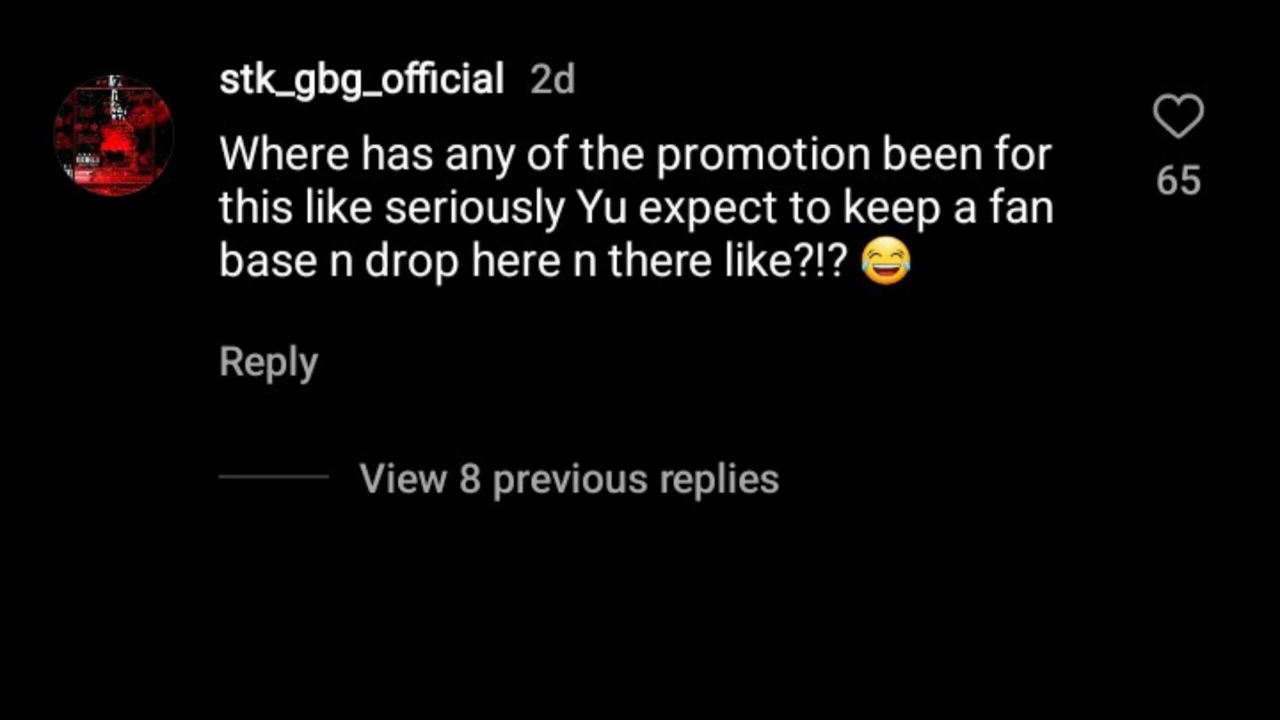 stk_gbg_official 2d
Where has any of the promotion been for
this like seriously Yu expect to keep a fan
base n drop here n there like?!? 😂
65
Reply
View 8 previous replies